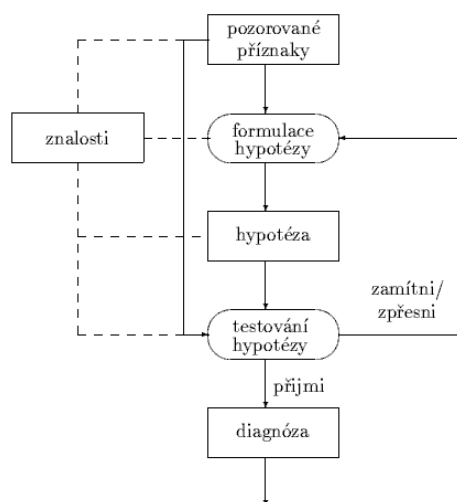 pozorované
příznaky
znalosti
formulace
hypotézy
hypotéza
zamítni/
zpřesni
testování
hypotézy
přijmi
diagnóza